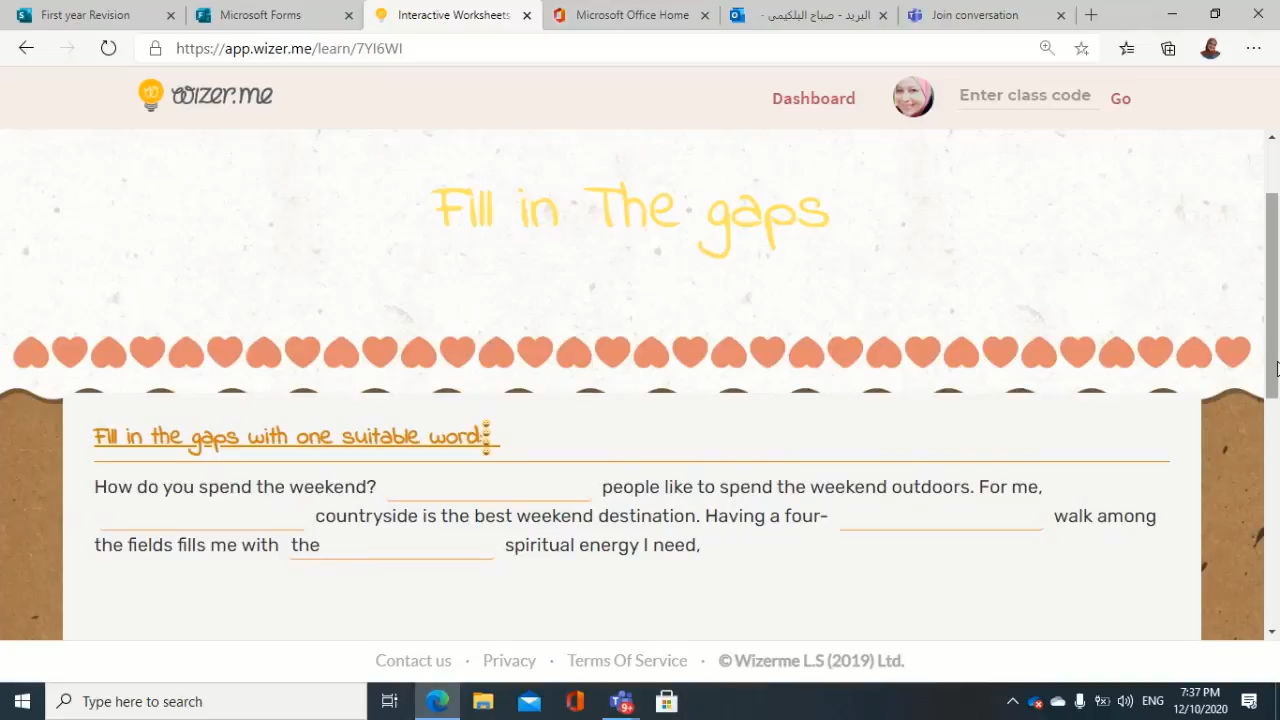 First year Revision
Microsoft Forms
Interactive Worksheets
Microsoft Office Home
البريد - صباح البلكيمي -
Join conversation
https://app.wizer.me/learn/7YI6WI
wizer.me
Dashboard
Enter class code
Go
Fill in The gaps
Fill in the gaps with one suitable word:
How do you spend the weekend? people like to spend the weekend outdoors. For me,
countryside is the best weekend destination. Having a four- walk among
the fields fills me with the spiritual energy I need,
Contact us · Privacy · Terms Of Service · © Wizerme L.S (2019) Ltd.
Type here to search
9+
ENG
7:37 PM
12/10/2020